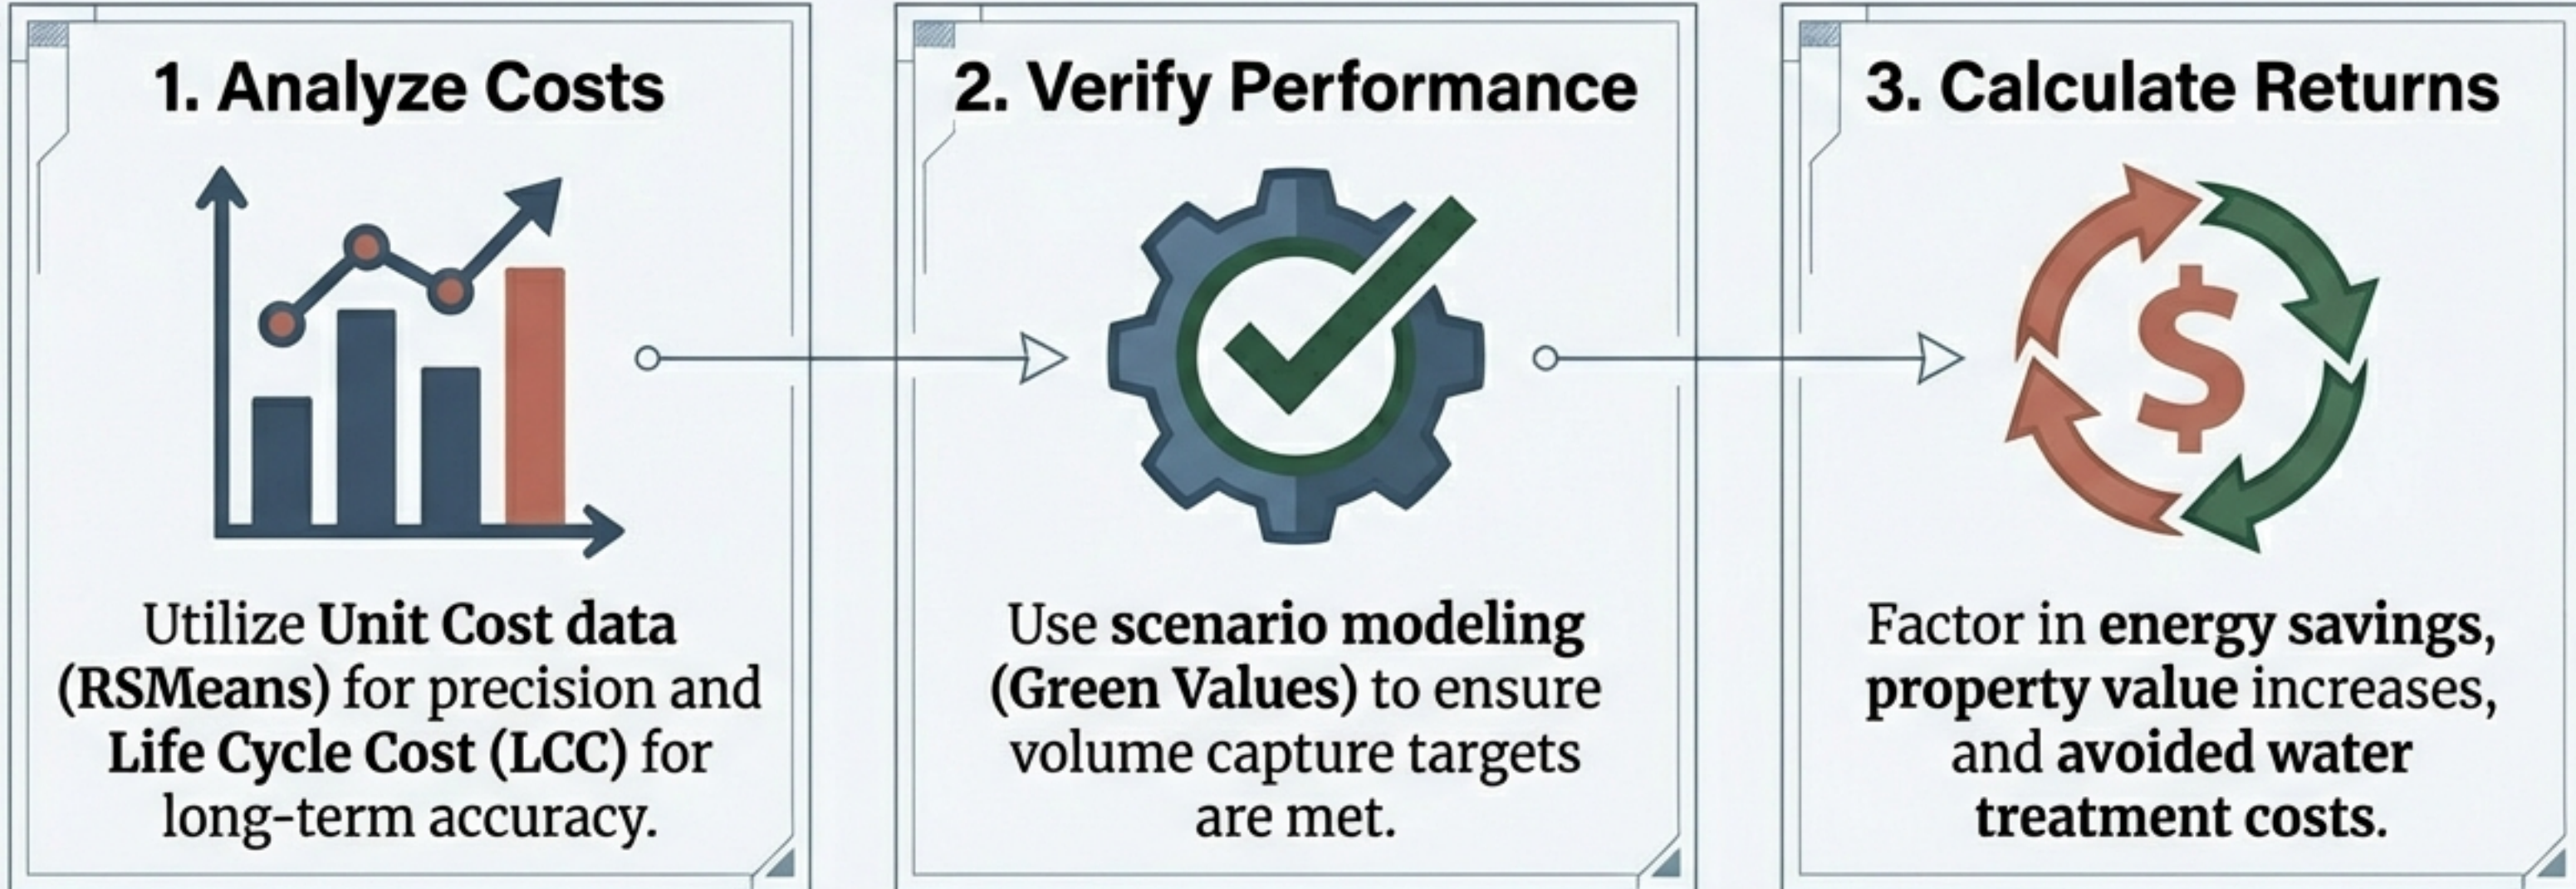 1. Analyze Costs
Utilize Unit Cost data
(RSMeans) for precision and
Life Cycle Cost (LCC) for
long-term accuracy.
2. Verify Performance
Use scenario modeling
(Green Values) to ensure
volume capture targets
are met.
3. Calculate Returns
$
Factor in energy savings,
property value increases,
and avoided water
treatment costs.